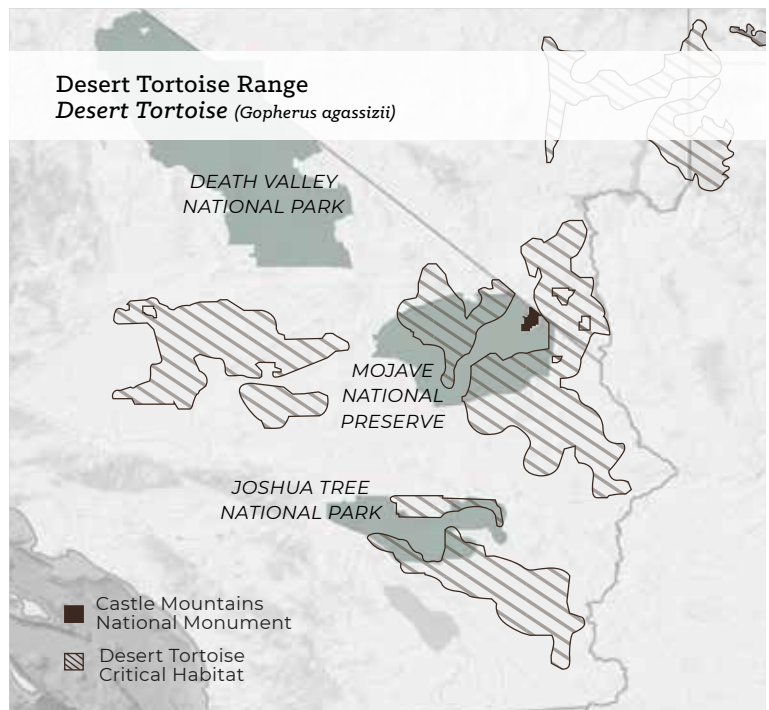 Desert Tortoise Range
Desert Tortoise (Gopherus agassizii)
DEATH VALLEY
NATIONAL PARK
MOJAVE
NATIONAL
PRESERVE
JOSHUA TREE
NATIONAL PARK
Castle Mountains
National Monument
Desert Tortoise
Critical Habitat